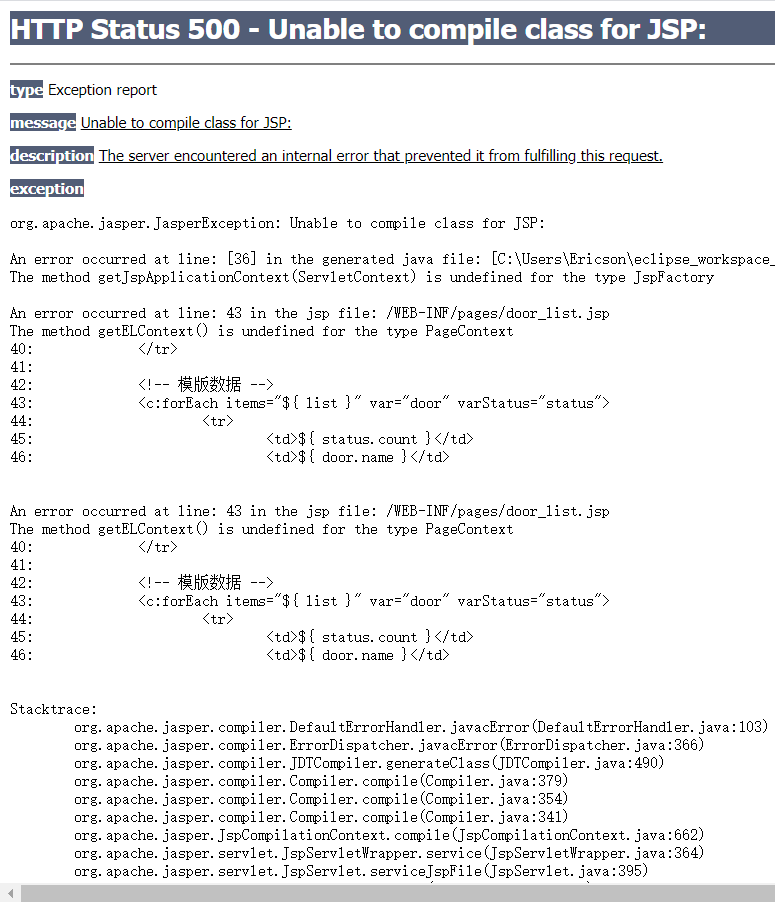 HTTP Status 500 - Unable to compile class for JSP:
type Exception report
message Unable to compile class for JSP:
description The server encountered an internal error that prevented it from fulfilling this request.
exception
org.apache.jasper.JasperException: Unable to compile class for JSP:
An error occurred at line: [36] in the generated java file: [C:\Users\Ericson\eclipse_workspace_
The method getJspApplicationContext(ServletContext) is undefined for the type JspFactory
An error occurred at line: 43 in the jsp file: /WEB-INF/pages/door_list.jsp
The method getELContext() is undefined for the type PageContext
40: </tr>
41:
42: <!-- 模版数据 -->
43: <c:forEach items="${ list }" var="door" varStatus="status">
44: <tr>
45: <td>${ status.count }</td>
46: <td>${ door.name }</td>
An error occurred at line: 43 in the jsp file: /WEB-INF/pages/door_list.jsp
The method getELContext() is undefined for the type PageContext
40: </tr>
41:
42: <!-- 模版数据 -->
43: <c:forEach items="${ list }" var="door" varStatus="status">
44: <tr>
45: <td>${ status.count }</td>
46: <td>${ door.name }</td>
Stacktrace:
org.apache.jasper.compiler.DefaultErrorHandler.javacError(DefaultErrorHandler.java:103)
org.apache.jasper.compiler.ErrorDispatcher.javacError(ErrorDispatcher.java:366)
org.apache.jasper.compiler.JDTCompiler.generateClass(JDTCompiler.java:490)
org.apache.jasper.compiler.Compiler.compile(Compiler.java:379)
org.apache.jasper.compiler.Compiler.compile(Compiler.java:354)
org.apache.jasper.compiler.Compiler.compile(Compiler.java:341)
org.apache.jasper.JspCompilationContext.compile(JspCompilationContext.java:662)
org.apache.jasper.servlet.JspServletWrapper.service(JspServletWrapper.java:364)
org.apache.jasper.servlet.JspServlet.serviceJspFile(JspServlet.java:395)